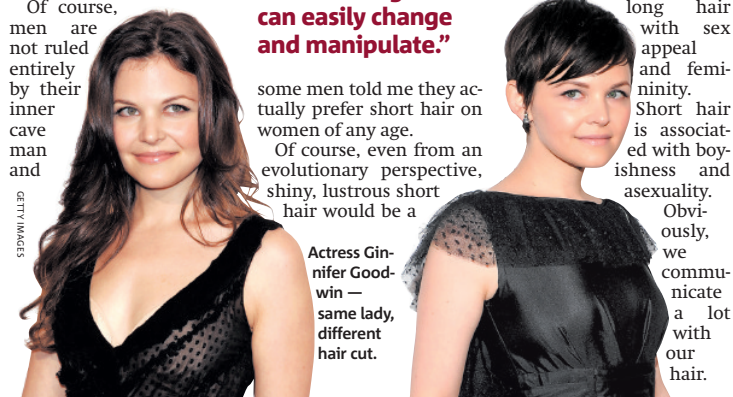 Of course,
men are
not ruled
entirely
by their
inner
cave
man
and
GETTY IMAGES
can easily change
and manipulate.”
some men told me they ac-
tually prefer short hair on
women of any age.
Of course, even from an
evolutionary perspective,
shiny, lustrous short
hair would be a
Actress Gin-
nifer Good-
win —
same lady,
different
hair cut.
long hair
with sex
appeal
and femi-
ninity.
Short hair
is associat-
ed with boy-
ishness and
asexuality.
Obvi-
ously,
we
commu-
nicate
a lot
with
our
hair.